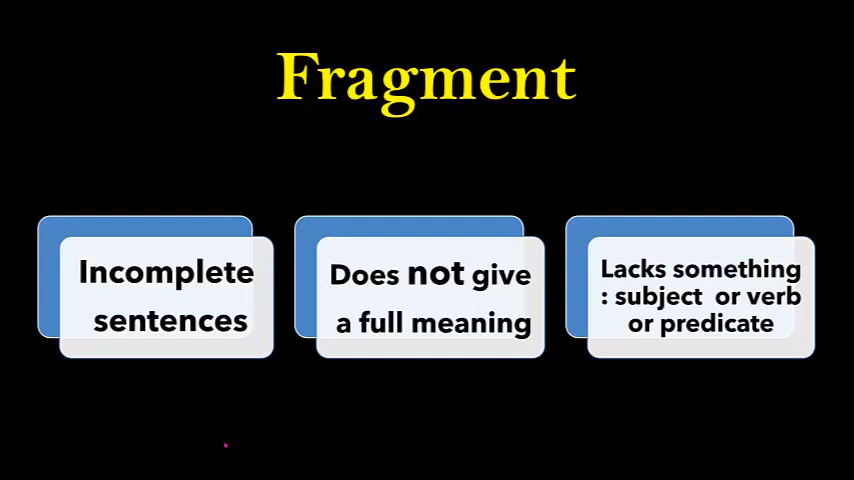 Fragment
Incomplete
sentences
Does not give
a full meaning
Lacks something
: subject or verb
or predicate